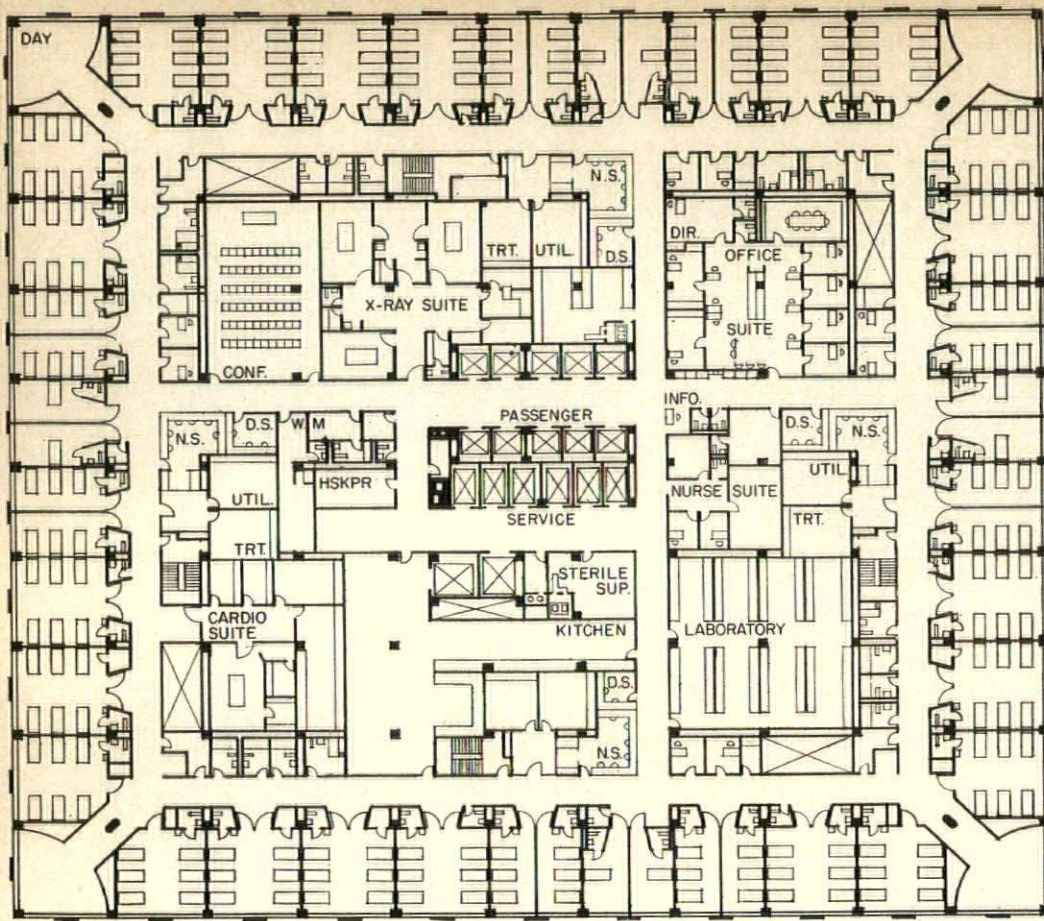 DAY
N.S.
DIR.
TRT.
UTIL.
D.S.
OFFICE
X-RAY SUITE
SUITE
CONF.
INFO.
PASSENGER
N.S.
D.S.
W.
M
D.S.
N.S.
UTIL.
HSKPR
NURSE
SUITE
UTIL.
SERVICE
TRT.
TRT.
STERILE
SUP.
CARDIO
SUITE
KITCHEN
LABORATORY
D.S.
N.S.